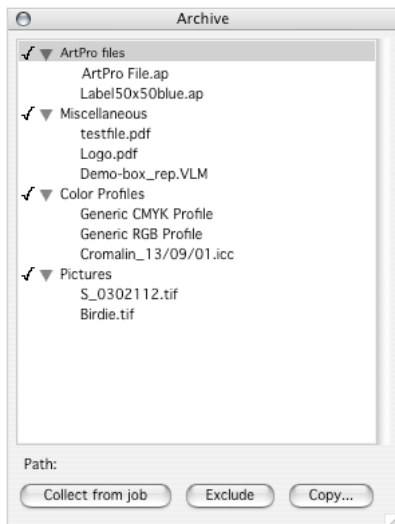 Archive
ArtPro files
ArtPro File.ap
Label50x50blue.ap
Miscellaneous
testfile.pdf
Logo.pdf
Demo-box_rep.VLM
Color Profiles
Generic CMYK Profile
Generic RGB Profile
Cromalin_13/09/01.icc
Pictures
S_0302112.tif
Birdie.tif
Path:
Collect from job Exclude Copy...